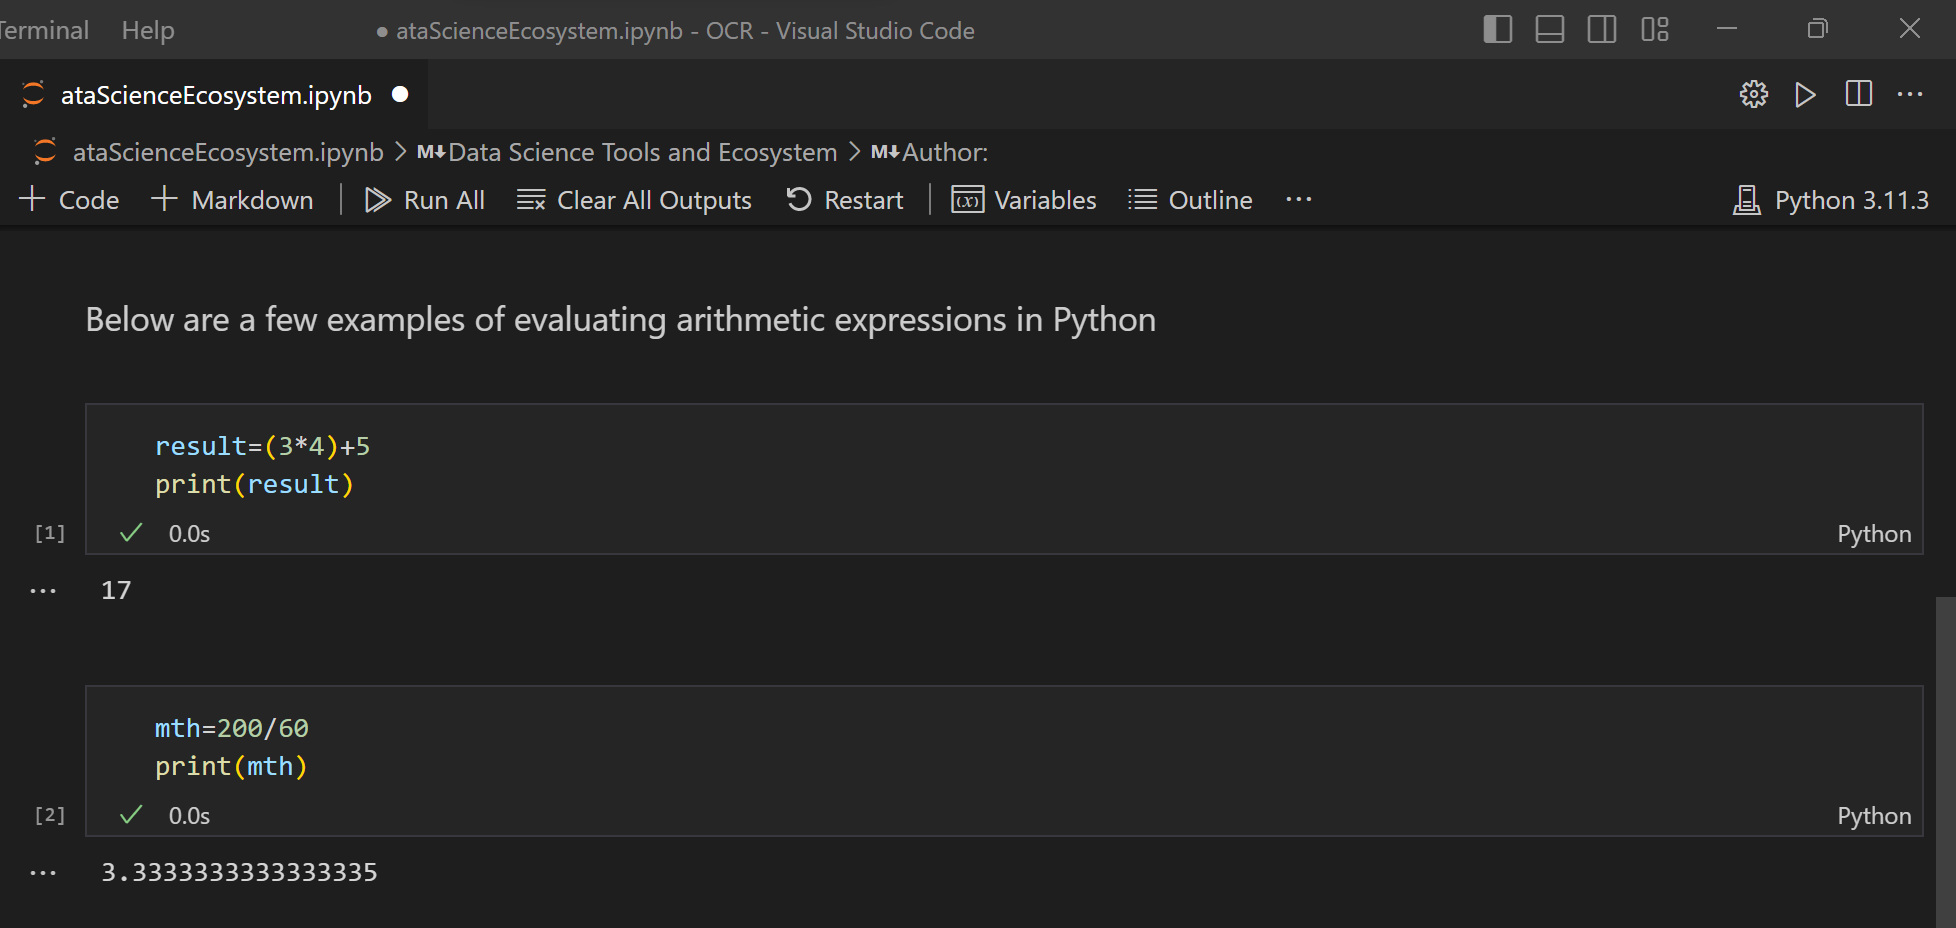 Terminal Help ● ataScienceEcosystem.ipynb - OCR - Visual Studio Code
ataScienceEcosystem.ipynb ●
ataScienceEcosystem.ipynb > M↓Data Science Tools and Ecosystem > M↓Author:
+ Code + Markdown | Run All Clear All Outputs Restart | (x) Variables Outline ··· Python 3.11.3
Below are a few examples of evaluating arithmetic expressions in Python
result=(3*4)+5
print(result)
[1] ✓ 0.0s Python
··· 17
mth=200/60
print(mth)
[2] ✓ 0.0s Python
··· 3.3333333333333335